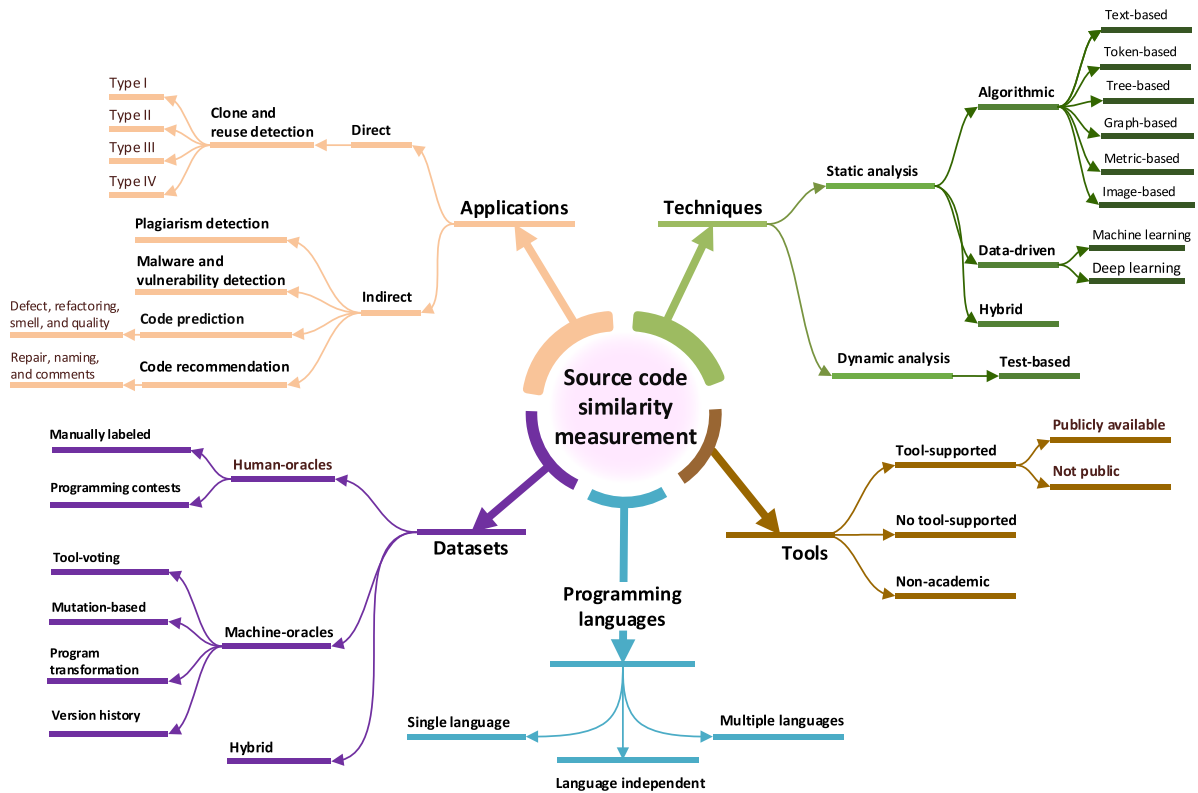 Source code
similarity
measurement
Applications
Direct
Clone and
reuse detection
Type I
Type II
Type III
Type IV
Indirect
Plagiarism detection
Malware and
vulnerability detection
Code prediction
Defect, refactoring,
smell, and quality
Code recommendation
Repair, naming,
and comments
Techniques
Static analysis
Algorithmic
Text-based
Token-based
Tree-based
Graph-based
Metric-based
Image-based
Data-driven
Machine learning
Deep learning
Hybrid
Dynamic analysis
Test-based
Tools
Tool-supported
Publicly available
Not public
No tool-supported
Non-academic
Programming
languages
Single language
Multiple languages
Language independent
Datasets
Human-oracles
Manually labeled
Programming contests
Machine-oracles
Tool-voting
Mutation-based
Program
transformation
Version history
Hybrid